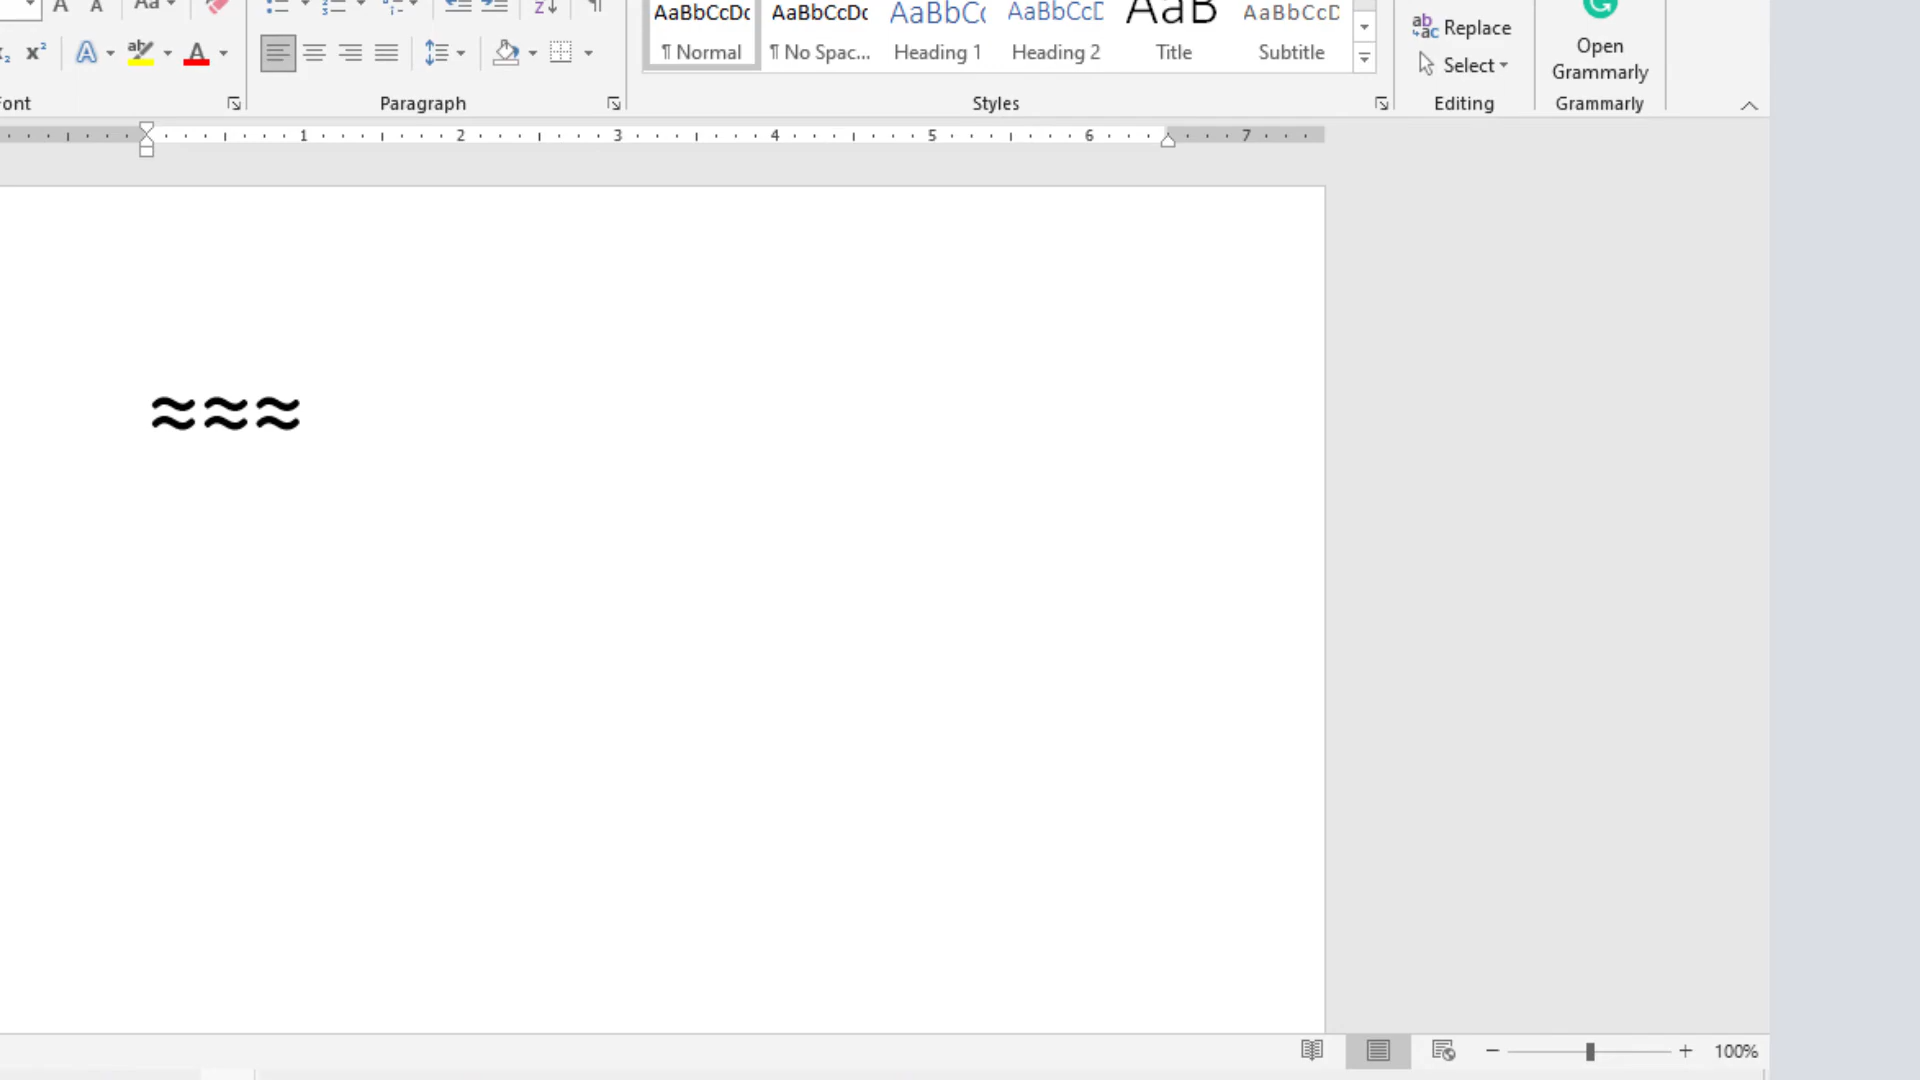 Aa
AaBbCcDc AaBbCcDc AaBbCc AaBbCcD AaB AaBbCcD
¶ Normal ¶ No Spac... Heading 1 Heading 2 Title Subtitle
Replace
Select
Open
Grammarly
Font Paragraph Styles Editing Grammarly
1 2 3 4 5 6 7
≈≈≈
100%